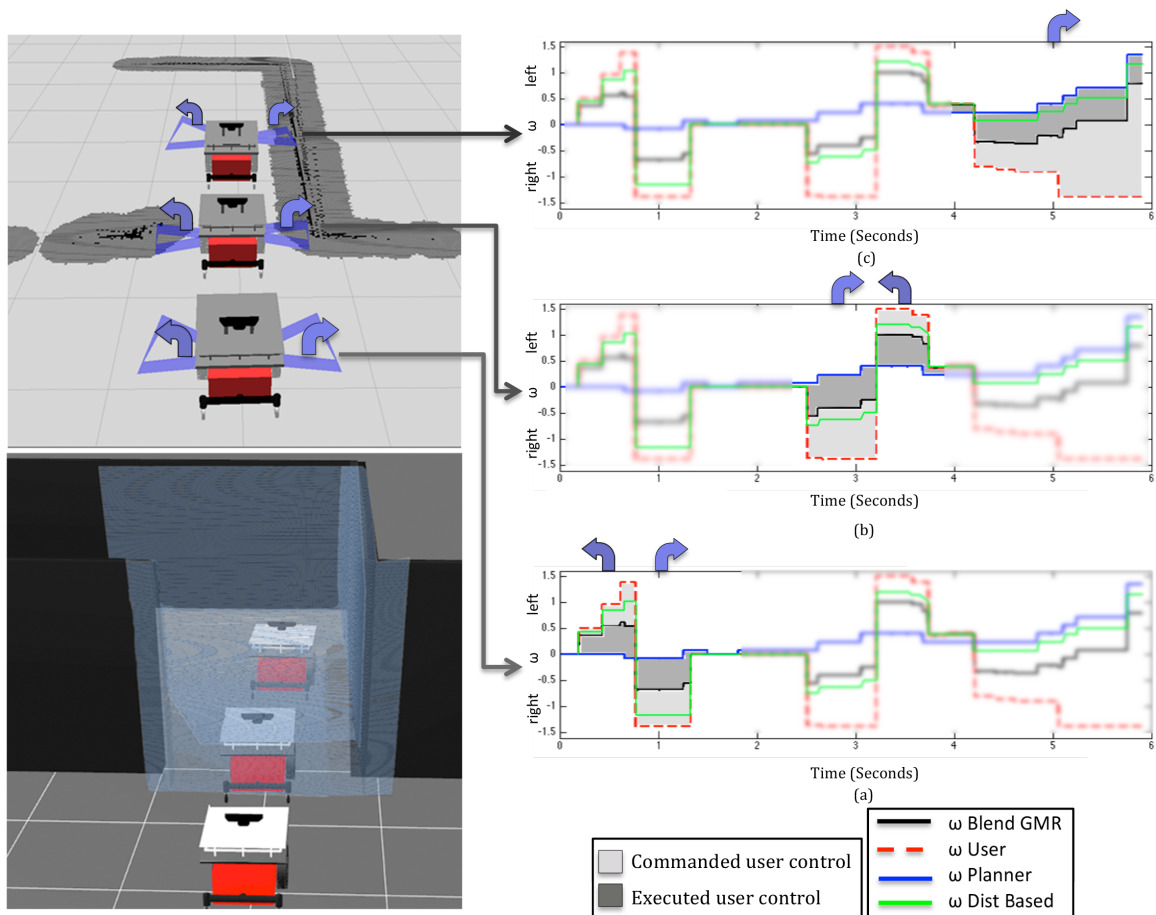 1.5
1
left
0.5
0
ω
-0.5
right
-1
-1.5
0 1 2 3 4 5 6
Time (Seconds)
(c)
1.5
1
left
0.5
0
ω
-0.5
right
-1
-1.5
0 1 2 3 4 5 6
Time (Seconds)
(b)
1.5
1
left
0.5
0
ω
-0.5
right
-1
-1.5
0 1 2 3 4 5 6
Time (Seconds)
(a)
Commanded user control
Executed user control
ω Blend GMR
ω User
ω Planner
ω Dist Based